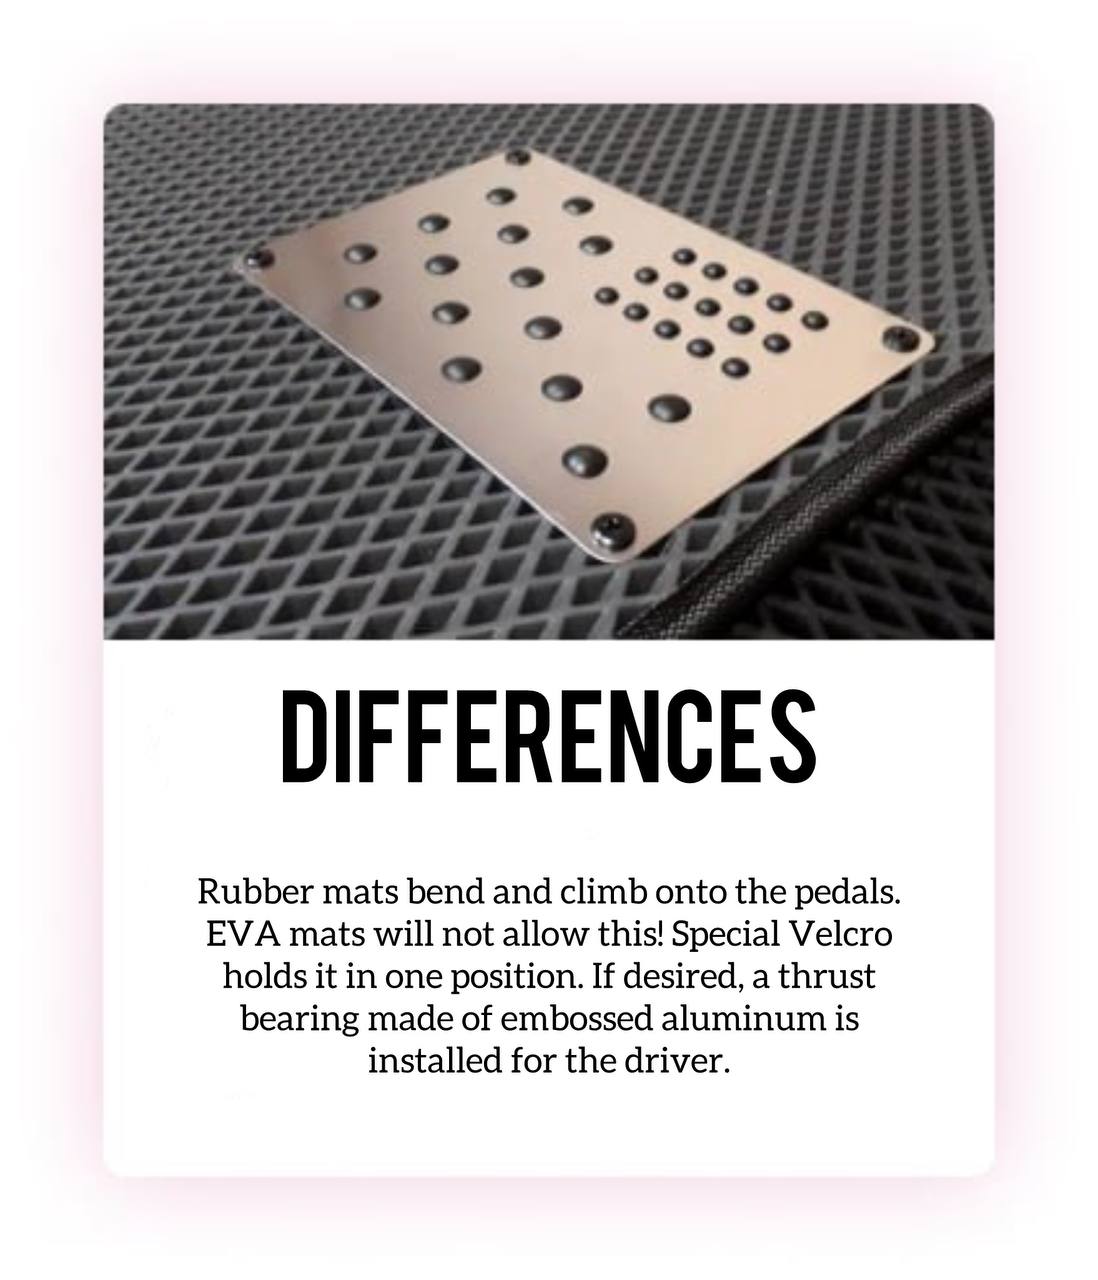 DIFFERENCES
Rubber mats bend and climb onto the pedals.
EVA mats will not allow this! Special Velcro
holds it in one position. If desired, a thrust
bearing made of embossed aluminum is
installed for the driver.